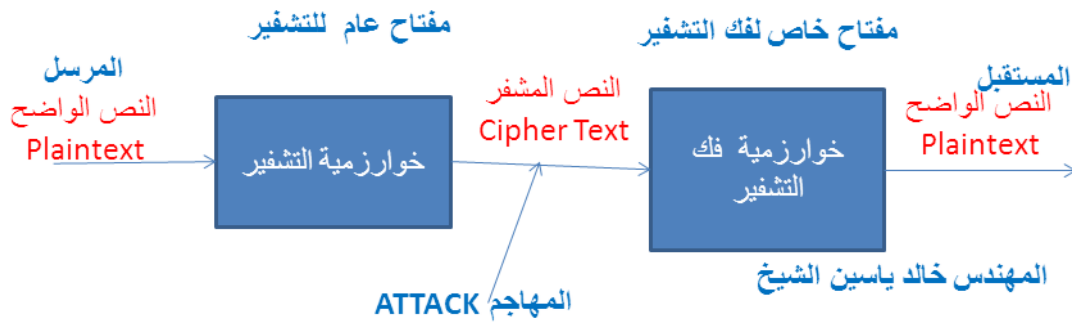 مفتاح عام للتشفير
مفتاح خاص لفك التشفير
المرسل
النص الواضح
Plaintext
خوارزمية التشفير
النص المشفر
Cipher Text
خوارزمية فك
التشفير
المستقبل
النص الواضح
Plaintext
المهاجم ATTACK
المهندس خالد ياسين الشيخ